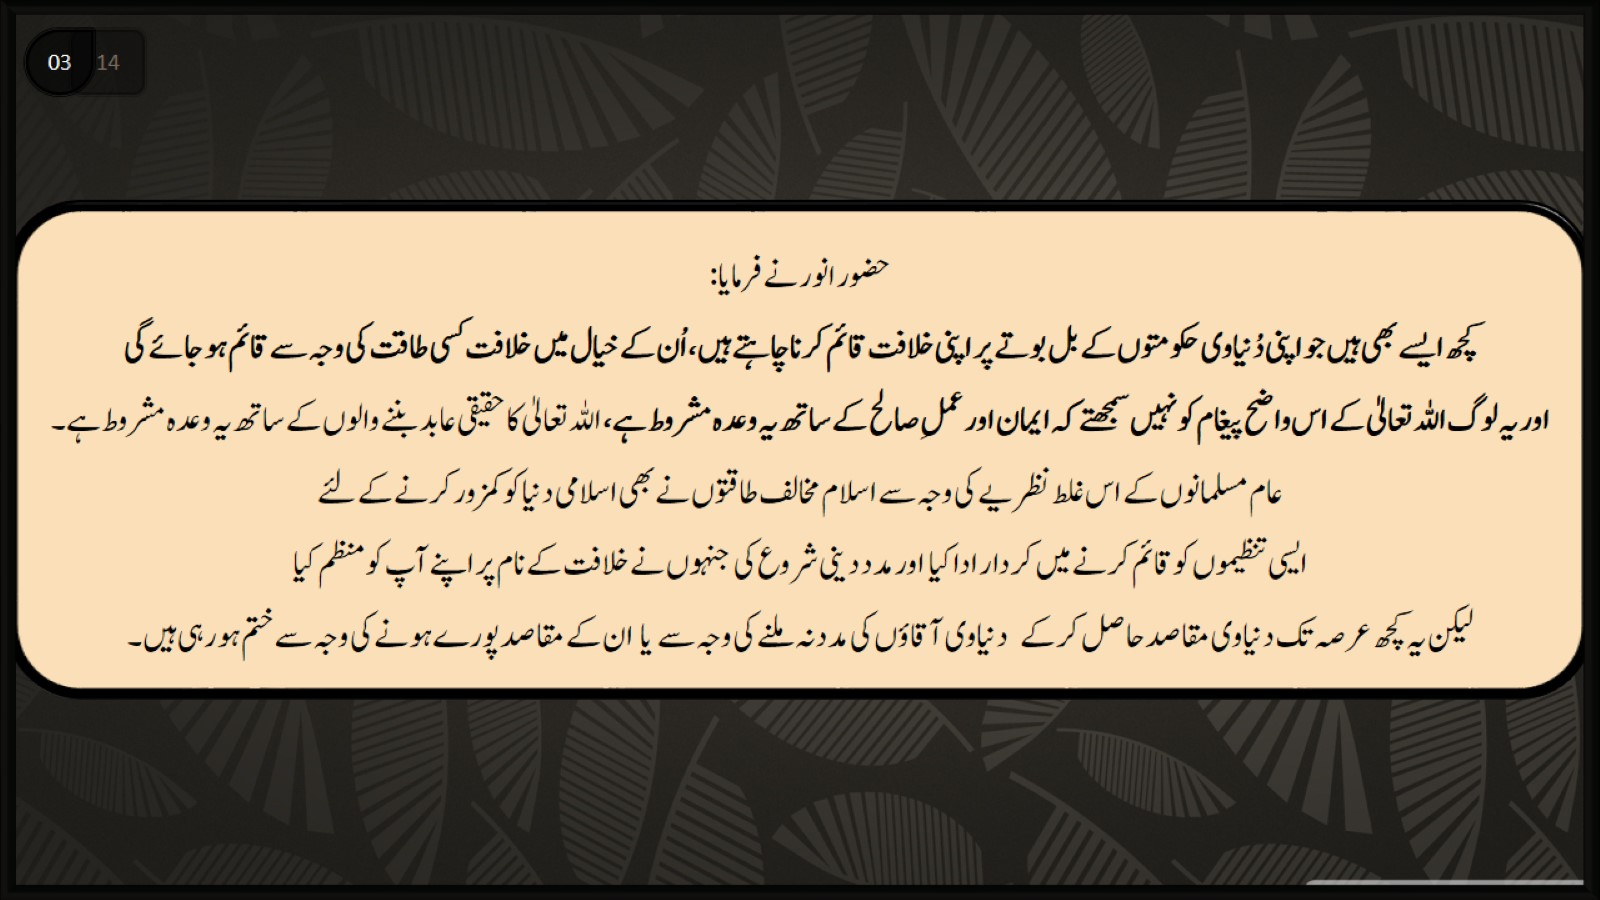 03 14
حضور انور نے فرمایا:
کچھ ایسے بھی ہیں جو اپنی دُنیاوی حکومتوں کے بل بوتے پر اپنی خلافت قائم کرنا چاہتے ہیں، اُن کے خیال میں خلافت کسی طاقت کی وجہ سے قائم ہو جائے گی
اور یہ لوگ اللہ تعالیٰ کے اس واضح پیغام کو نہیں سمجھتے کہ ایمان اور عملِ صالح کے ساتھ یہ وعدہ مشروط ہے، اللہ تعالیٰ کا حقیقی عابد بننے والوں کے ساتھ یہ وعدہ مشروط ہے۔
عام مسلمانوں کے اس غلط نظریے کی وجہ سے اسلام مخالف طاقتوں نے بھی اسلامی دنیا کو کمزور کرنے کے لئے
ایسی تنظیموں کو قائم کرنے میں کردار ادا کیا اور مدد دینی شروع کی جنہوں نے خلافت کے نام پر اپنے آپ کو منظم کیا
لیکن یہ کچھ عرصہ تک دنیاوی مقاصد حاصل کر کے دنیاوی آقاؤں کی مدد نہ ملنے کی وجہ سے یا ان کے مقاصد پورے ہونے کی وجہ سے ختم ہو رہی ہیں۔